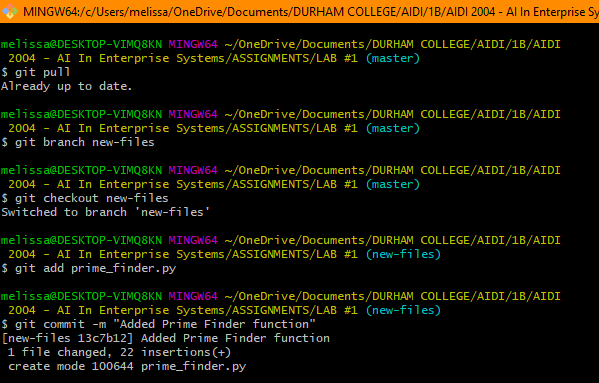 MINGW64:/c/Users/melissa/OneDrive/Documents/DURHAM COLLEGE/AIDI/1B/AIDI 2004 - AI In Enterprise Sy
melissa@DESKTOP-VIMQ8KN MINGW64 ~/OneDrive/Documents/DURHAM COLLEGE/AIDI/1B/AIDI
2004 - AI In Enterprise Systems/ASSIGNMENTS/LAB #1 (master)
$ git pull
Already up to date.
melissa@DESKTOP-VIMQ8KN MINGW64 ~/OneDrive/Documents/DURHAM COLLEGE/AIDI/1B/AIDI
2004 - AI In Enterprise Systems/ASSIGNMENTS/LAB #1 (master)
$ git branch new-files
melissa@DESKTOP-VIMQ8KN MINGW64 ~/OneDrive/Documents/DURHAM COLLEGE/AIDI/1B/AIDI
2004 - AI In Enterprise Systems/ASSIGNMENTS/LAB #1 (master)
$ git checkout new-files
Switched to branch 'new-files'
melissa@DESKTOP-VIMQ8KN MINGW64 ~/OneDrive/Documents/DURHAM COLLEGE/AIDI/1B/AIDI
2004 - AI In Enterprise Systems/ASSIGNMENTS/LAB #1 (new-files)
$ git add prime_finder.py
melissa@DESKTOP-VIMQ8KN MINGW64 ~/OneDrive/Documents/DURHAM COLLEGE/AIDI/1B/AIDI
2004 - AI In Enterprise Systems/ASSIGNMENTS/LAB #1 (new-files)
$ git commit -m "Added Prime Finder function"
[new-files 13c7b12] Added Prime Finder function
1 file changed, 22 insertions(+)
create mode 100644 prime_finder.py